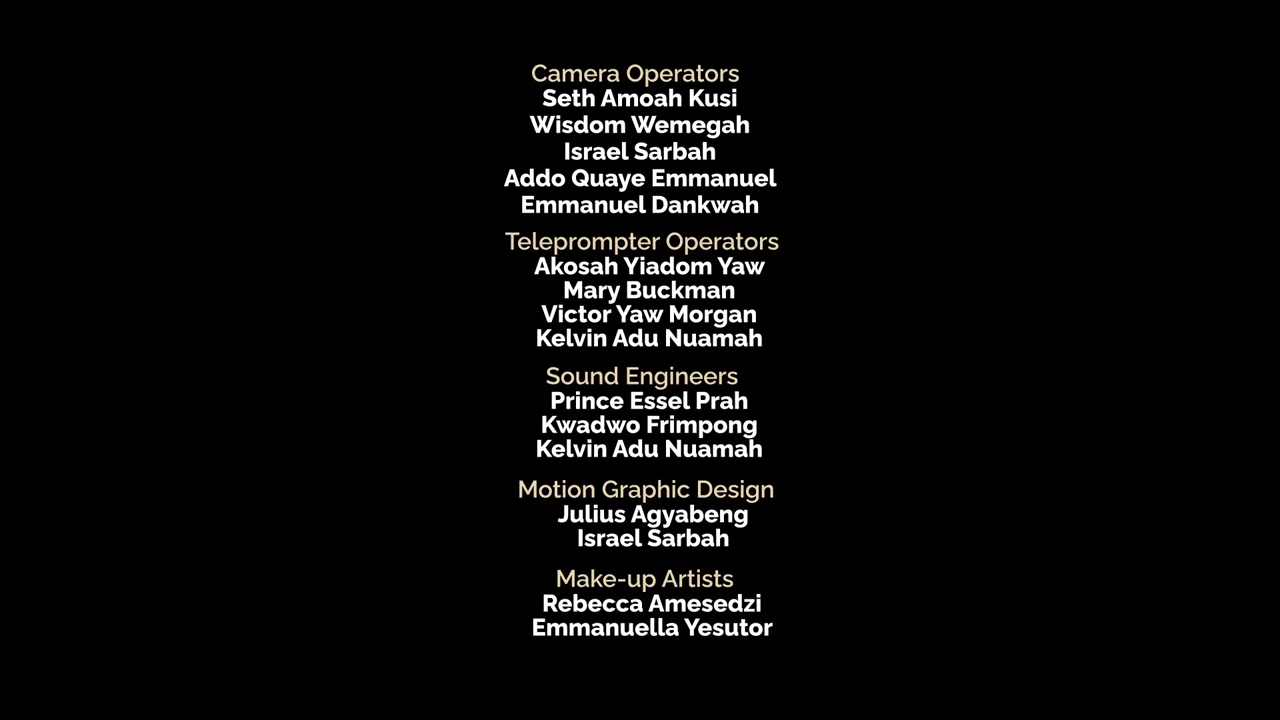 Camera Operators
Seth Amoah Kusi
Wisdom Wemegah
Israel Sarbah
Addo Quaye Emmanuel
Emmanuel Dankwah
Teleprompter Operators
Akosah Yiadom Yaw
Mary Buckman
Victor Yaw Morgan
Kelvin Adu Nuamah
Sound Engineers
Prince Essel Prah
Kwadwo Frimpong
Kelvin Adu Nuamah
Motion Graphic Design
Julius Agyabeng
Israel Sarbah
Make-up Artists
Rebecca Amesedzi
Emmanuella Yesutor